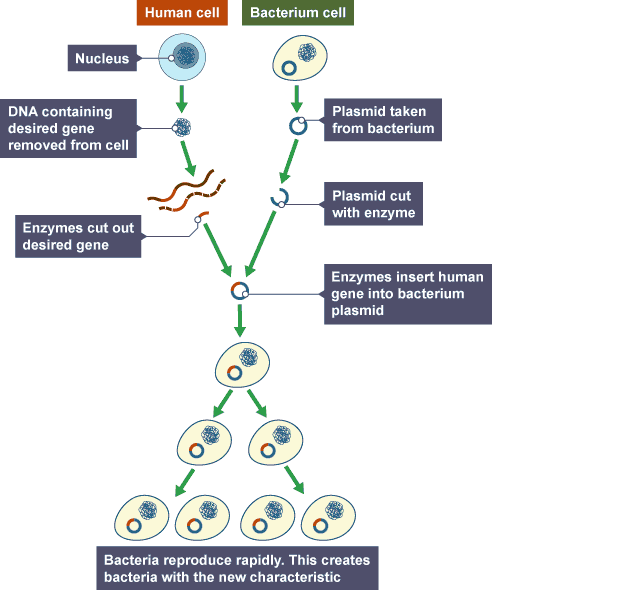 Human cell
Bacterium cell
Nucleus
DNA containing
desired gene
removed from cell
Plasmid taken
from bacterium
Plasmid cut
with enzyme
Enzymes cut out
desired gene
Enzymes insert human
gene into bacterium
plasmid
Bacteria reproduce rapidly. This creates
bacteria with the new characteristic